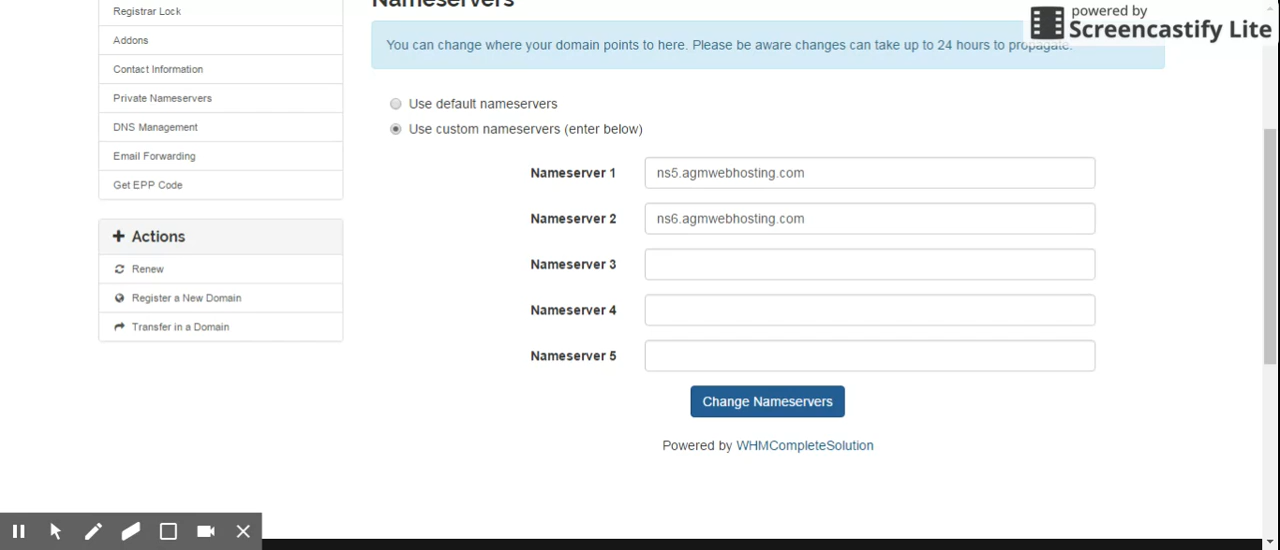 Registrar Lock
Addons
Contact Information
Private Nameservers
DNS Management
Email Forwarding
Get EPP Code
+ Actions
Renew
Register a New Domain
Transfer in a Domain
Nameservers
You can change where your domain points to here. Please be aware changes can take up to 24 hours to propagate.
Use default nameservers
Use custom nameservers (enter below)
Nameserver 1 ns5.agmwebhosting.com
Nameserver 2 ns6.agmwebhosting.com
Nameserver 3
Nameserver 4
Nameserver 5
Change Nameservers
Powered by WHMCompleteSolution
powered by
Screencastify Lite